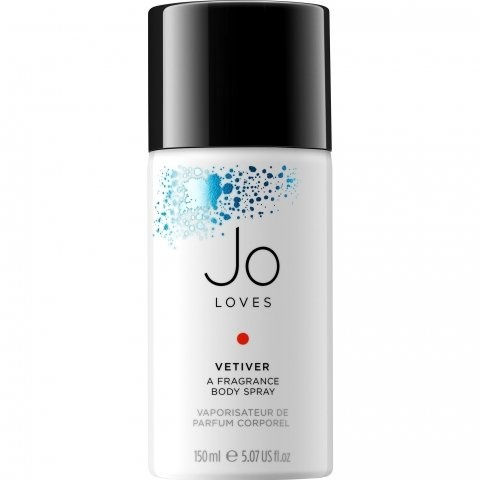 Jo
LOVES
VETIVER
A FRAGRANCE
BODY SPRAY
VAPORISATEUR DE
PARFUM CORPOREL
150 ml ℮ 5.07 US fl.oz